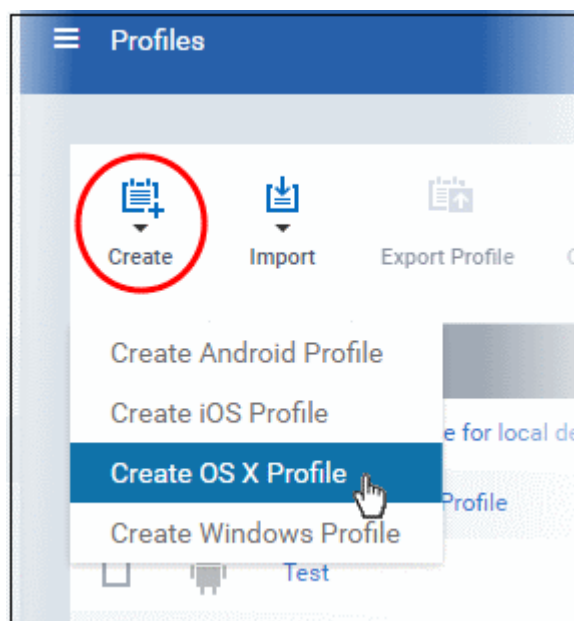 Profiles
Create
Import
Export Profile
Create Android Profile
Create iOS Profile
e for local de
Create OS X Profile
Profile
Create Windows Profile
Test